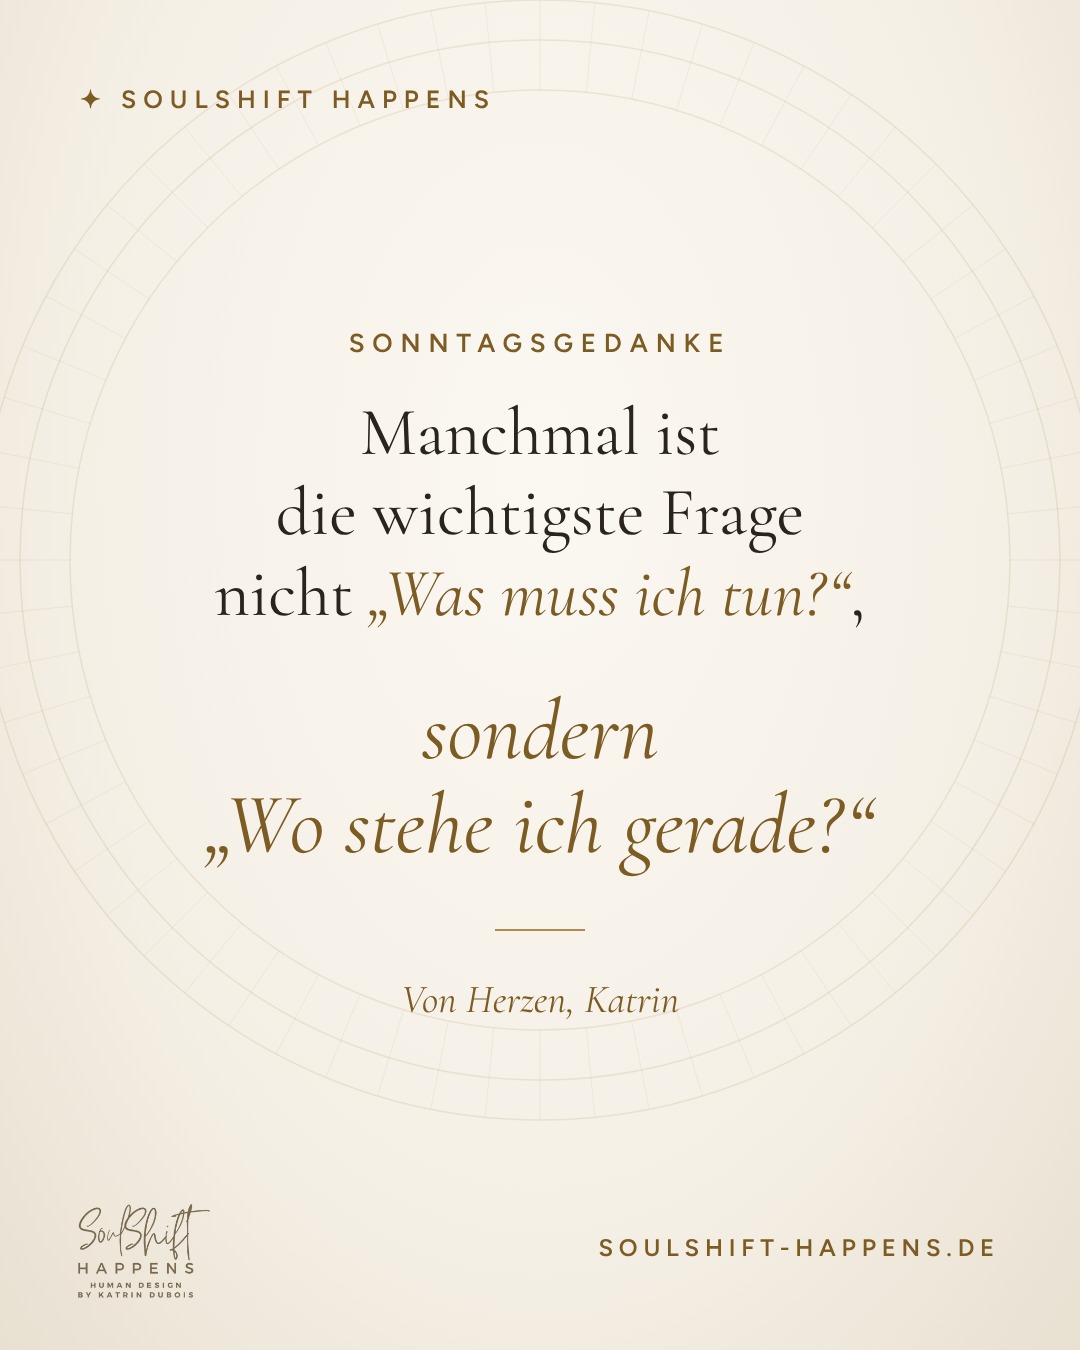 ✦ SOULSHIFT HAPPENS
SONNTAGSGEDANKE
Manchmal ist
die wichtigste Frage
nicht „Was muss ich tun?“,
sondern
„Wo stehe ich gerade?“
Von Herzen, Katrin
SoulShift
HAPPENS
HUMAN DESIGN
BY KATRIN DUBOIS
SOULSHIFT-HAPPENS.DE